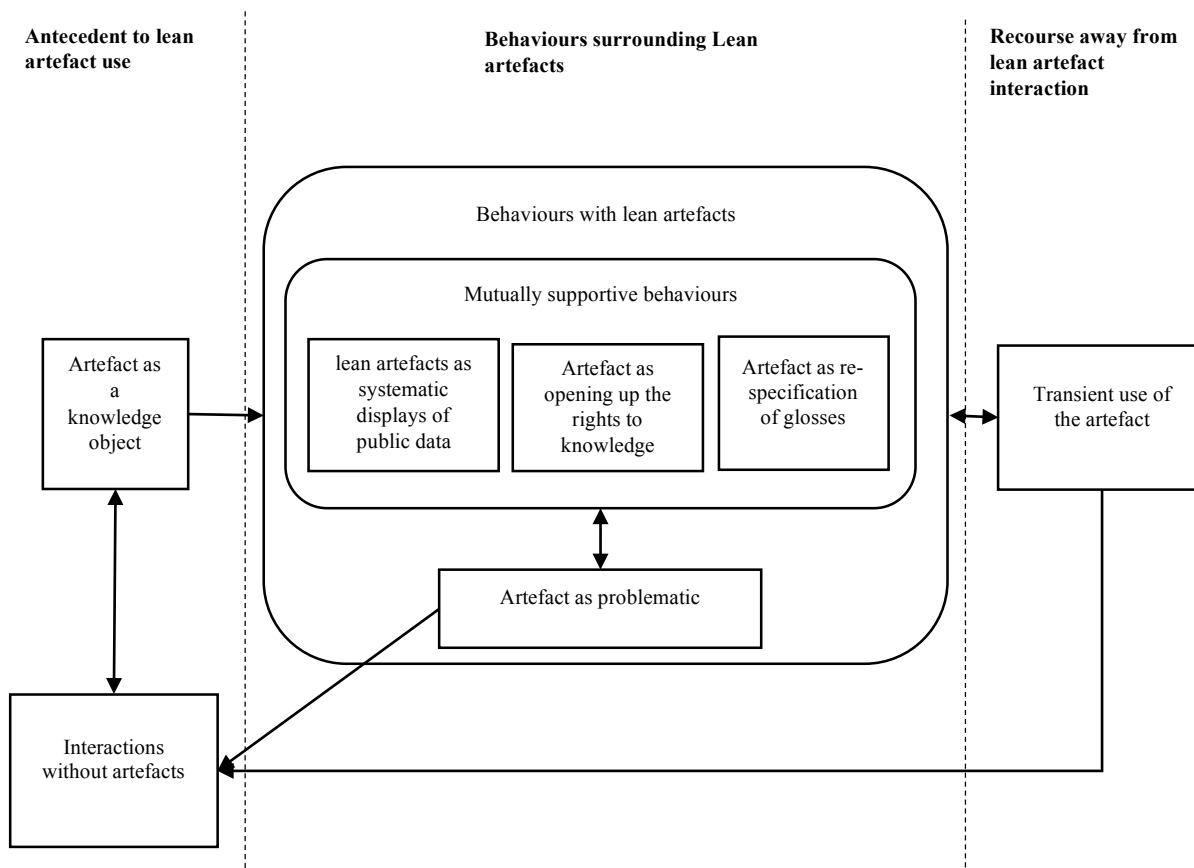 Antecedent to lean
artefact use
Behaviours surrounding Lean
artefacts
Recourse away from
lean artefact
interaction
Behaviours with lean artefacts
Mutually supportive behaviours
Artefact as
a
knowledge
object
lean artefacts as
systematic
displays of
public data
Artefact as
opening up the
rights to
knowledge
Artefact as re-
specification
of glosses
Transient use of
the artefact
Artefact as problematic
Interactions
without artefacts